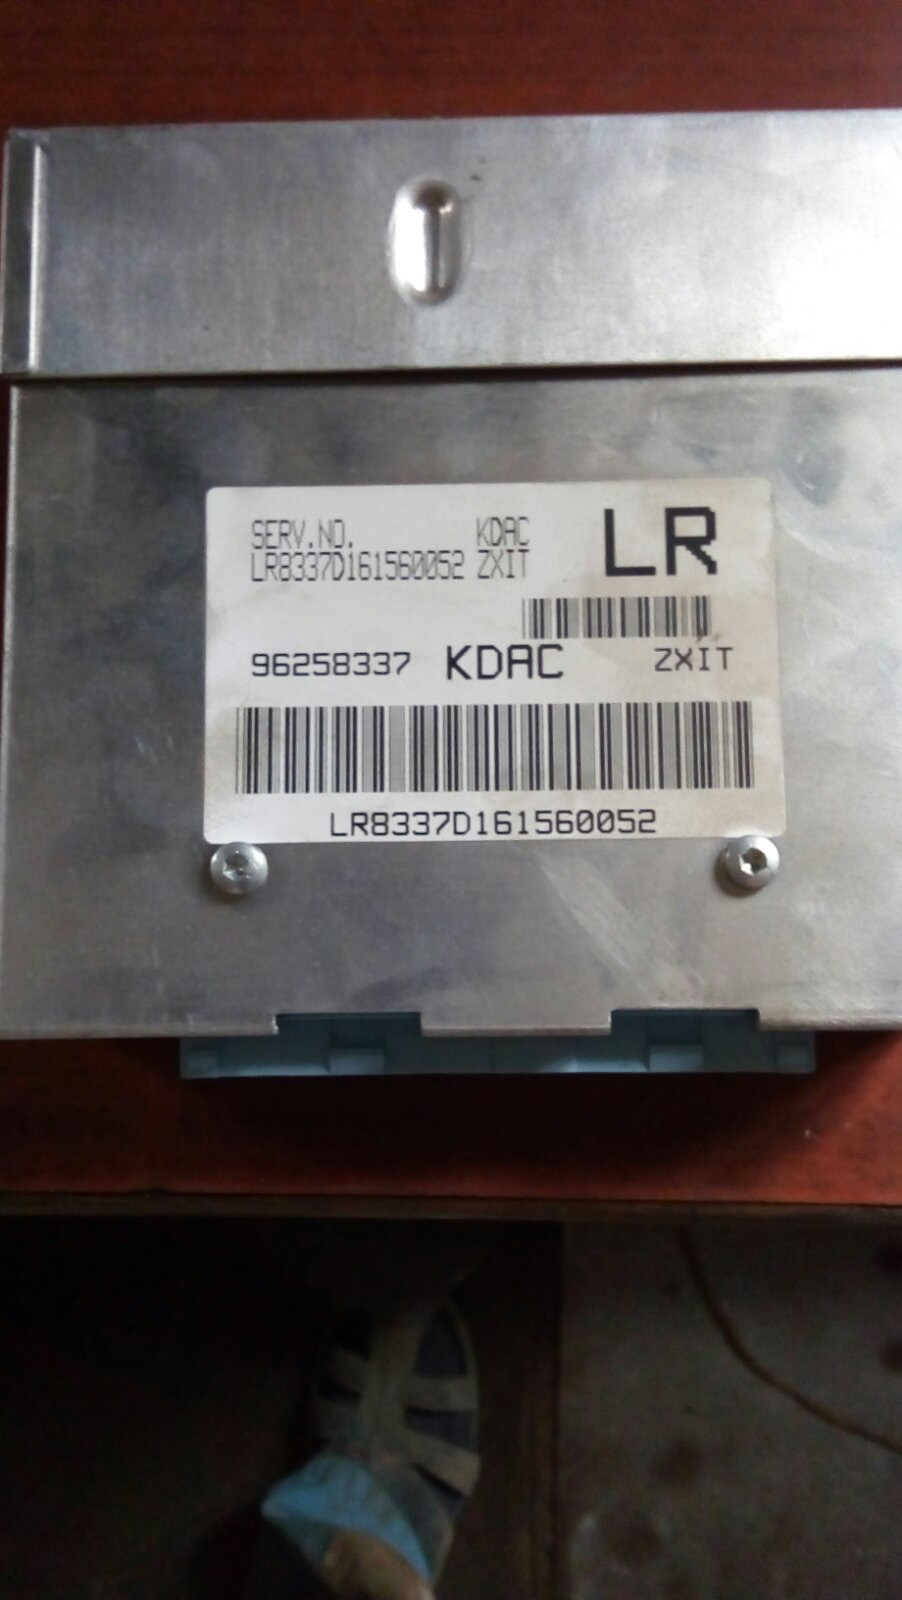 SERV.NO. KDAC LR
LR8337D161560052 ZXIT
96258337 KDAC ZXIT
LR8337D161560052